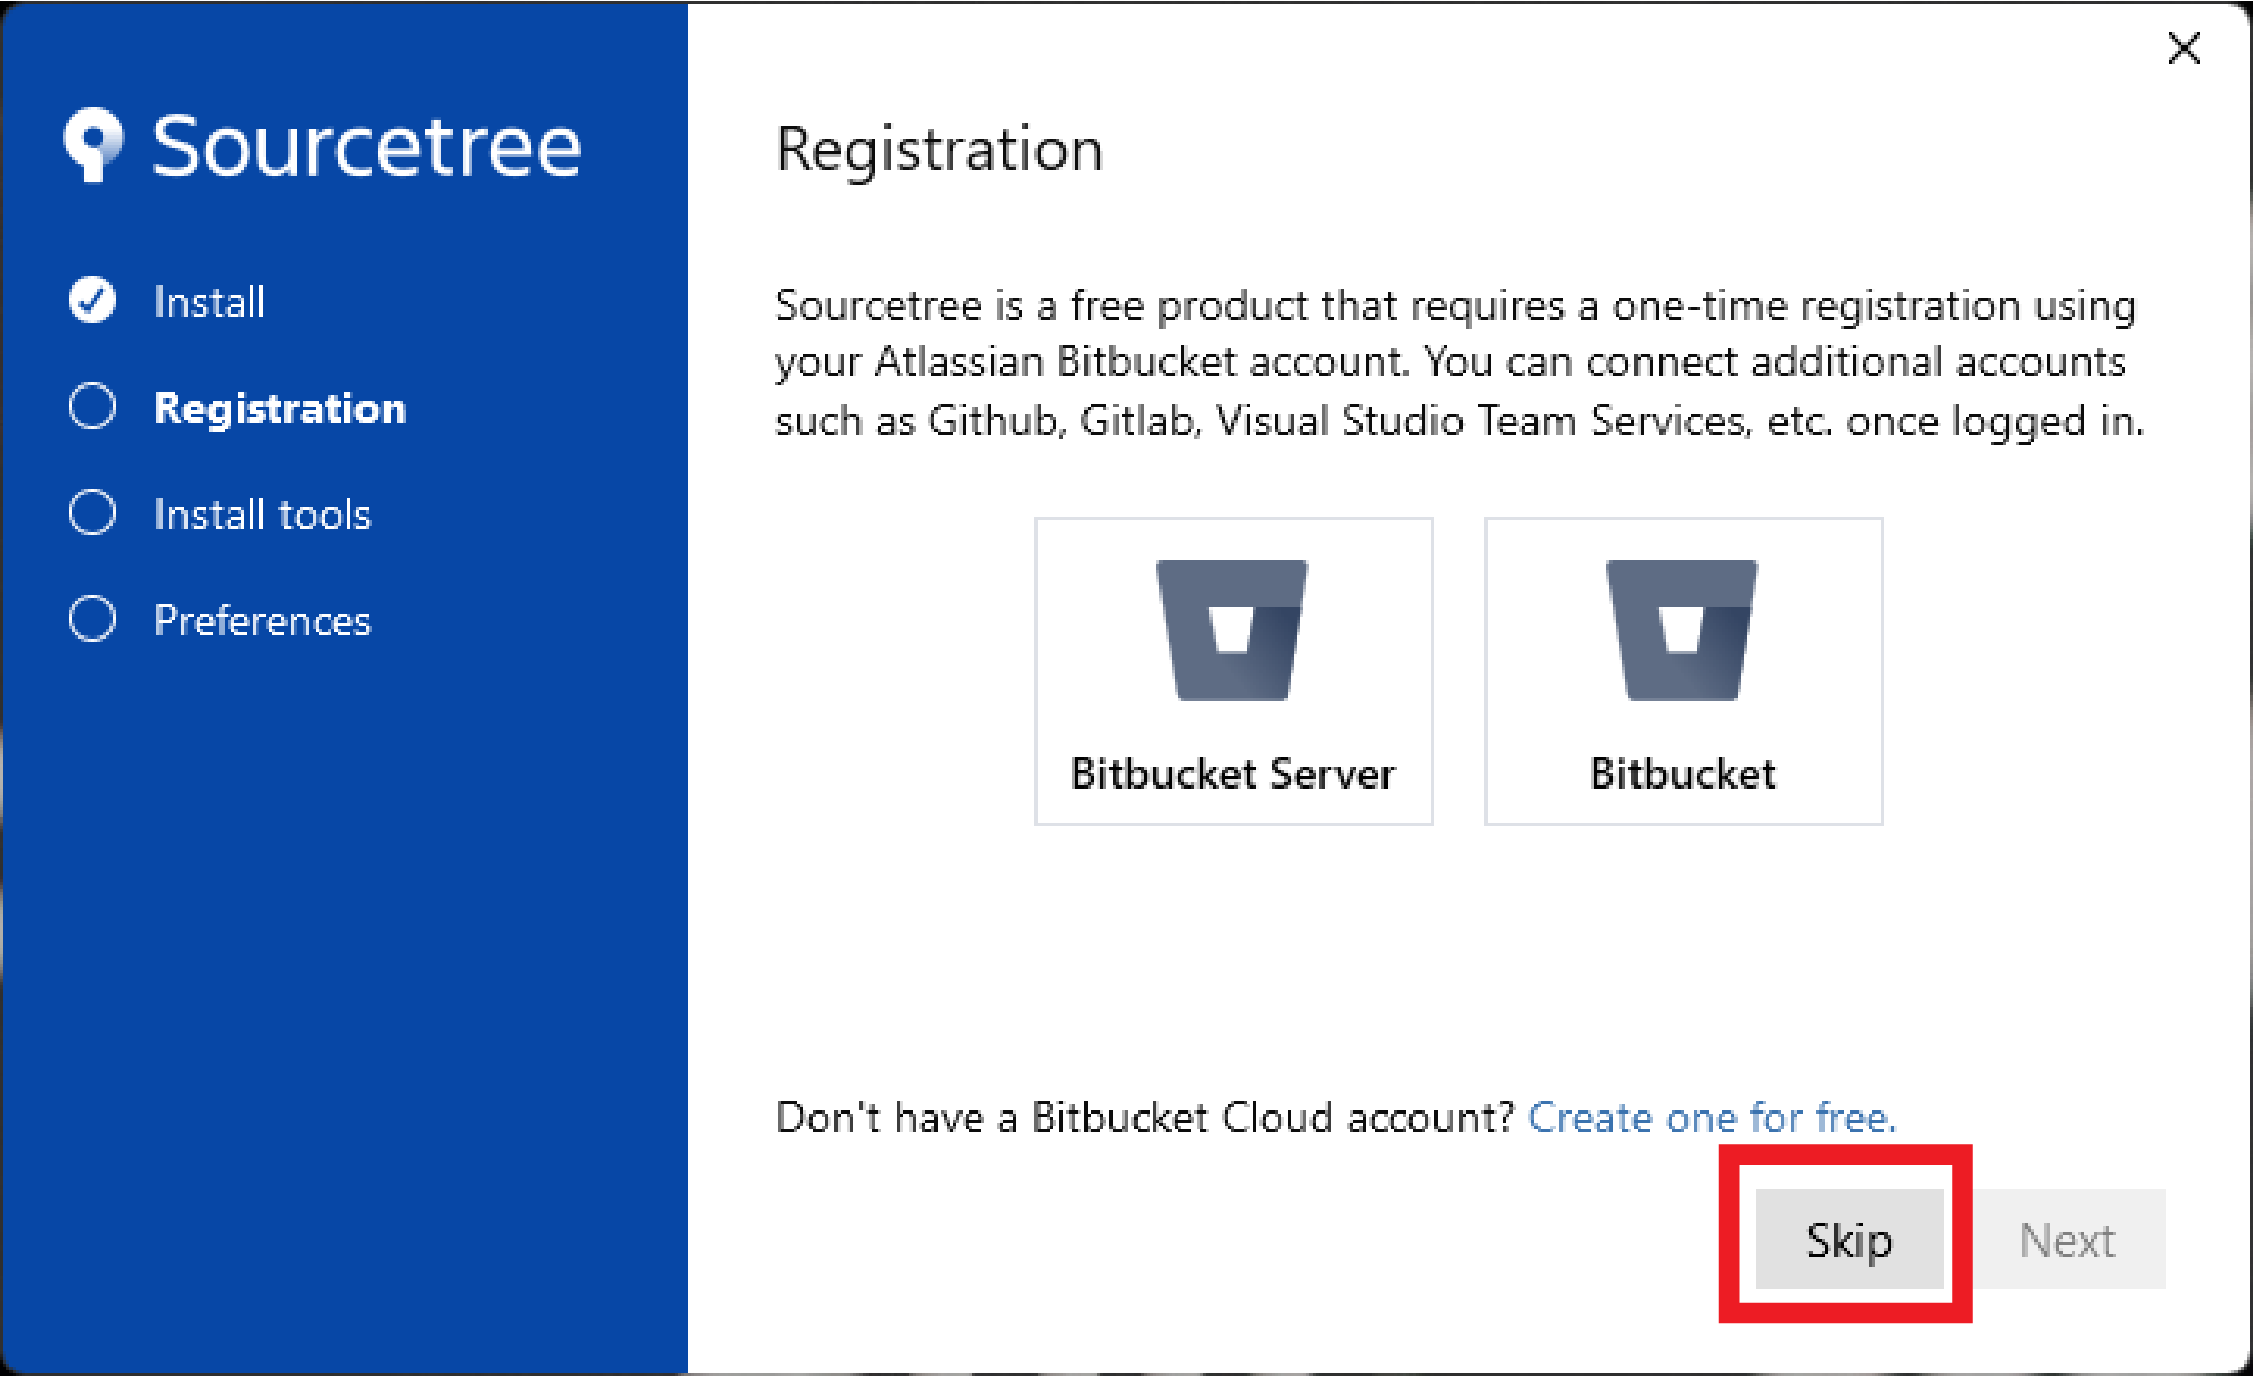 Sourcetree
Install
Registration
Install tools
Preferences
Registration
Sourcetree is a free product that requires a one-time registration using
your Atlassian Bitbucket account. You can connect additional accounts
such as Github, Gitlab, Visual Studio Team Services, etc. once logged in.
Bitbucket Server
Bitbucket
Don't have a Bitbucket Cloud account? Create one for free.
Skip
Next